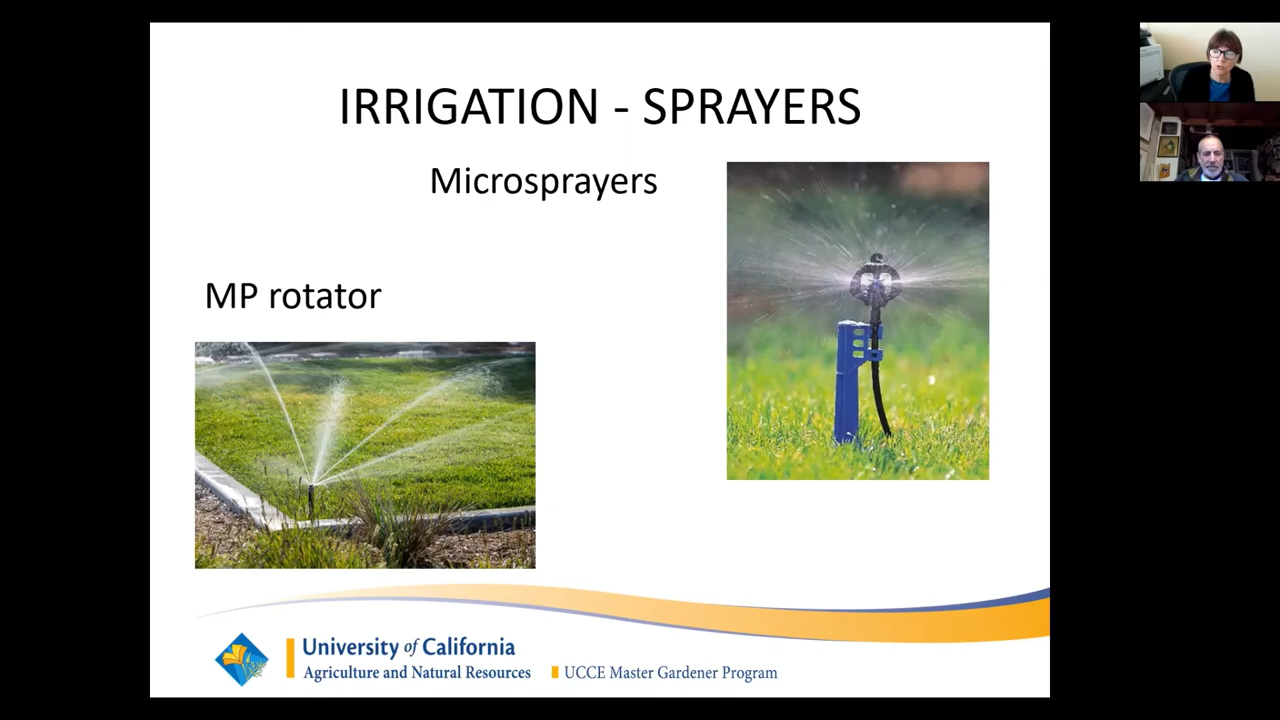 IRRIGATION - SPRAYERS
Microsprayers
MP rotator
University of California
Agriculture and Natural Resources
UCCE Master Gardener Program